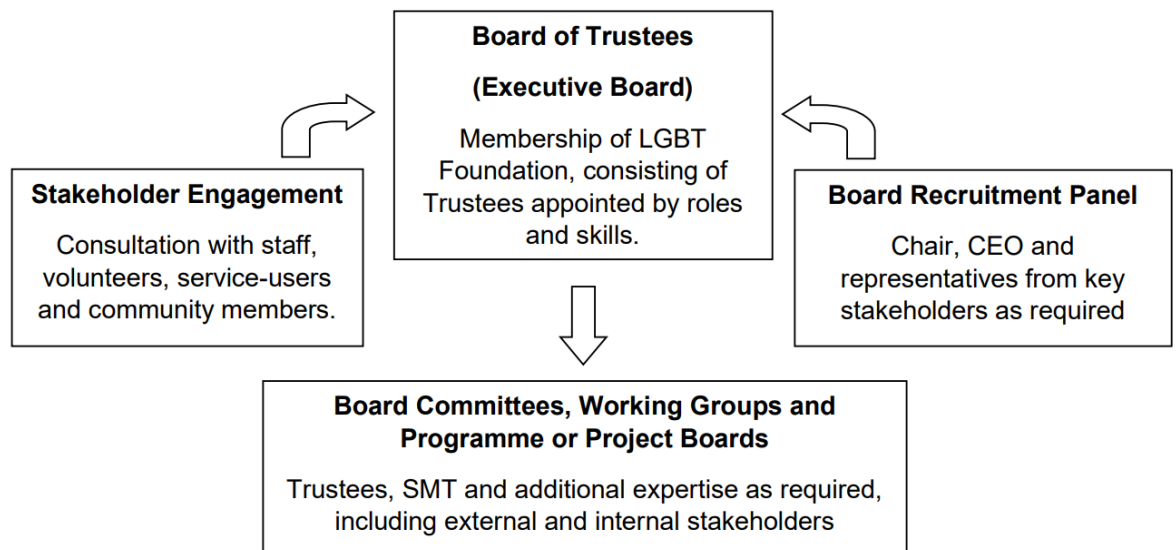 Board of Trustees
(Executive Board)
Membership of LGBT
Foundation, consisting of
Trustees appointed by roles
and skills.
Stakeholder Engagement
Consultation with staff,
volunteers, service-users
and community members.
Board Recruitment Panel
Chair, CEO and
representatives from key
stakeholders as required
Board Committees, Working Groups and
Programme or Project Boards
Trustees, SMT and additional expertise as required,
including external and internal stakeholders